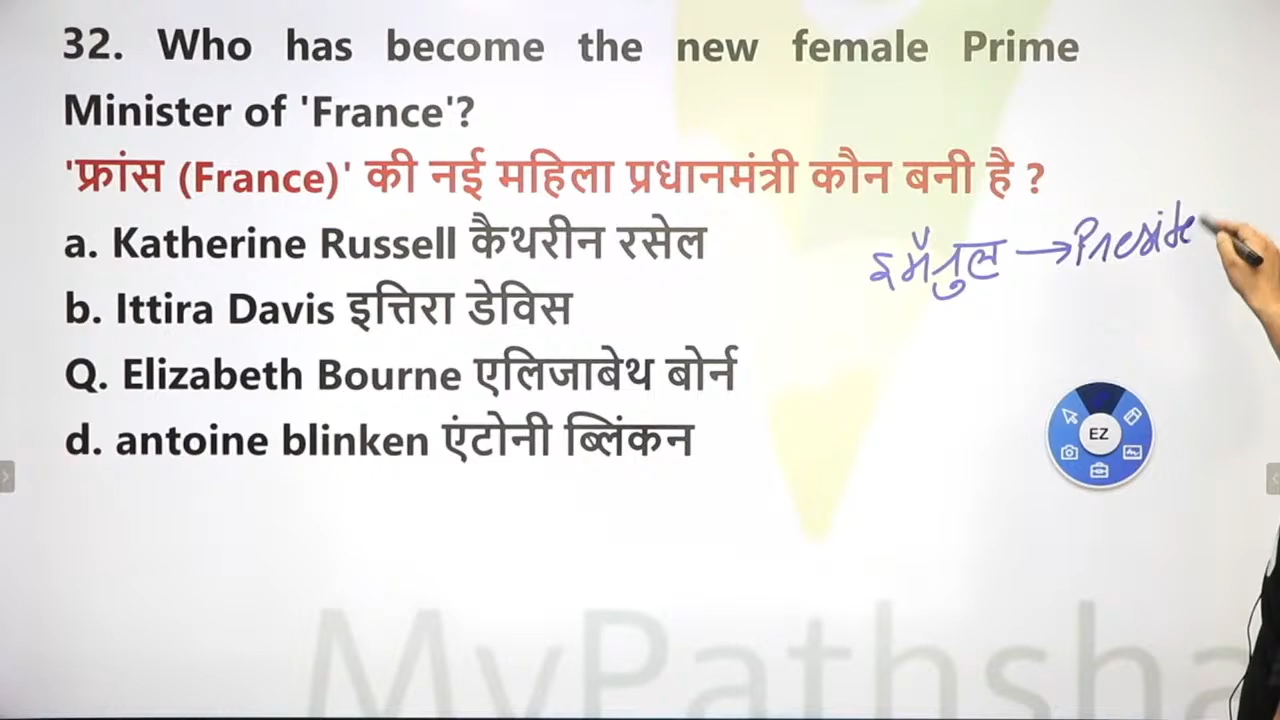 32. Who has become the new female Prime
Minister of 'France'?
'फ्रांस (France)' की नई महिला प्रधानमंत्री कौन बनी है ?
a. Katherine Russell कैथरीन रसेल
इमैनुल → Preside
b. Ittira Davis इत्तिरा डेविस
Q. Elizabeth Bourne एलिजाबेथ बोर्न
d. antoine blinken एंटोनी ब्लिंकन
EZ
MyPathsha